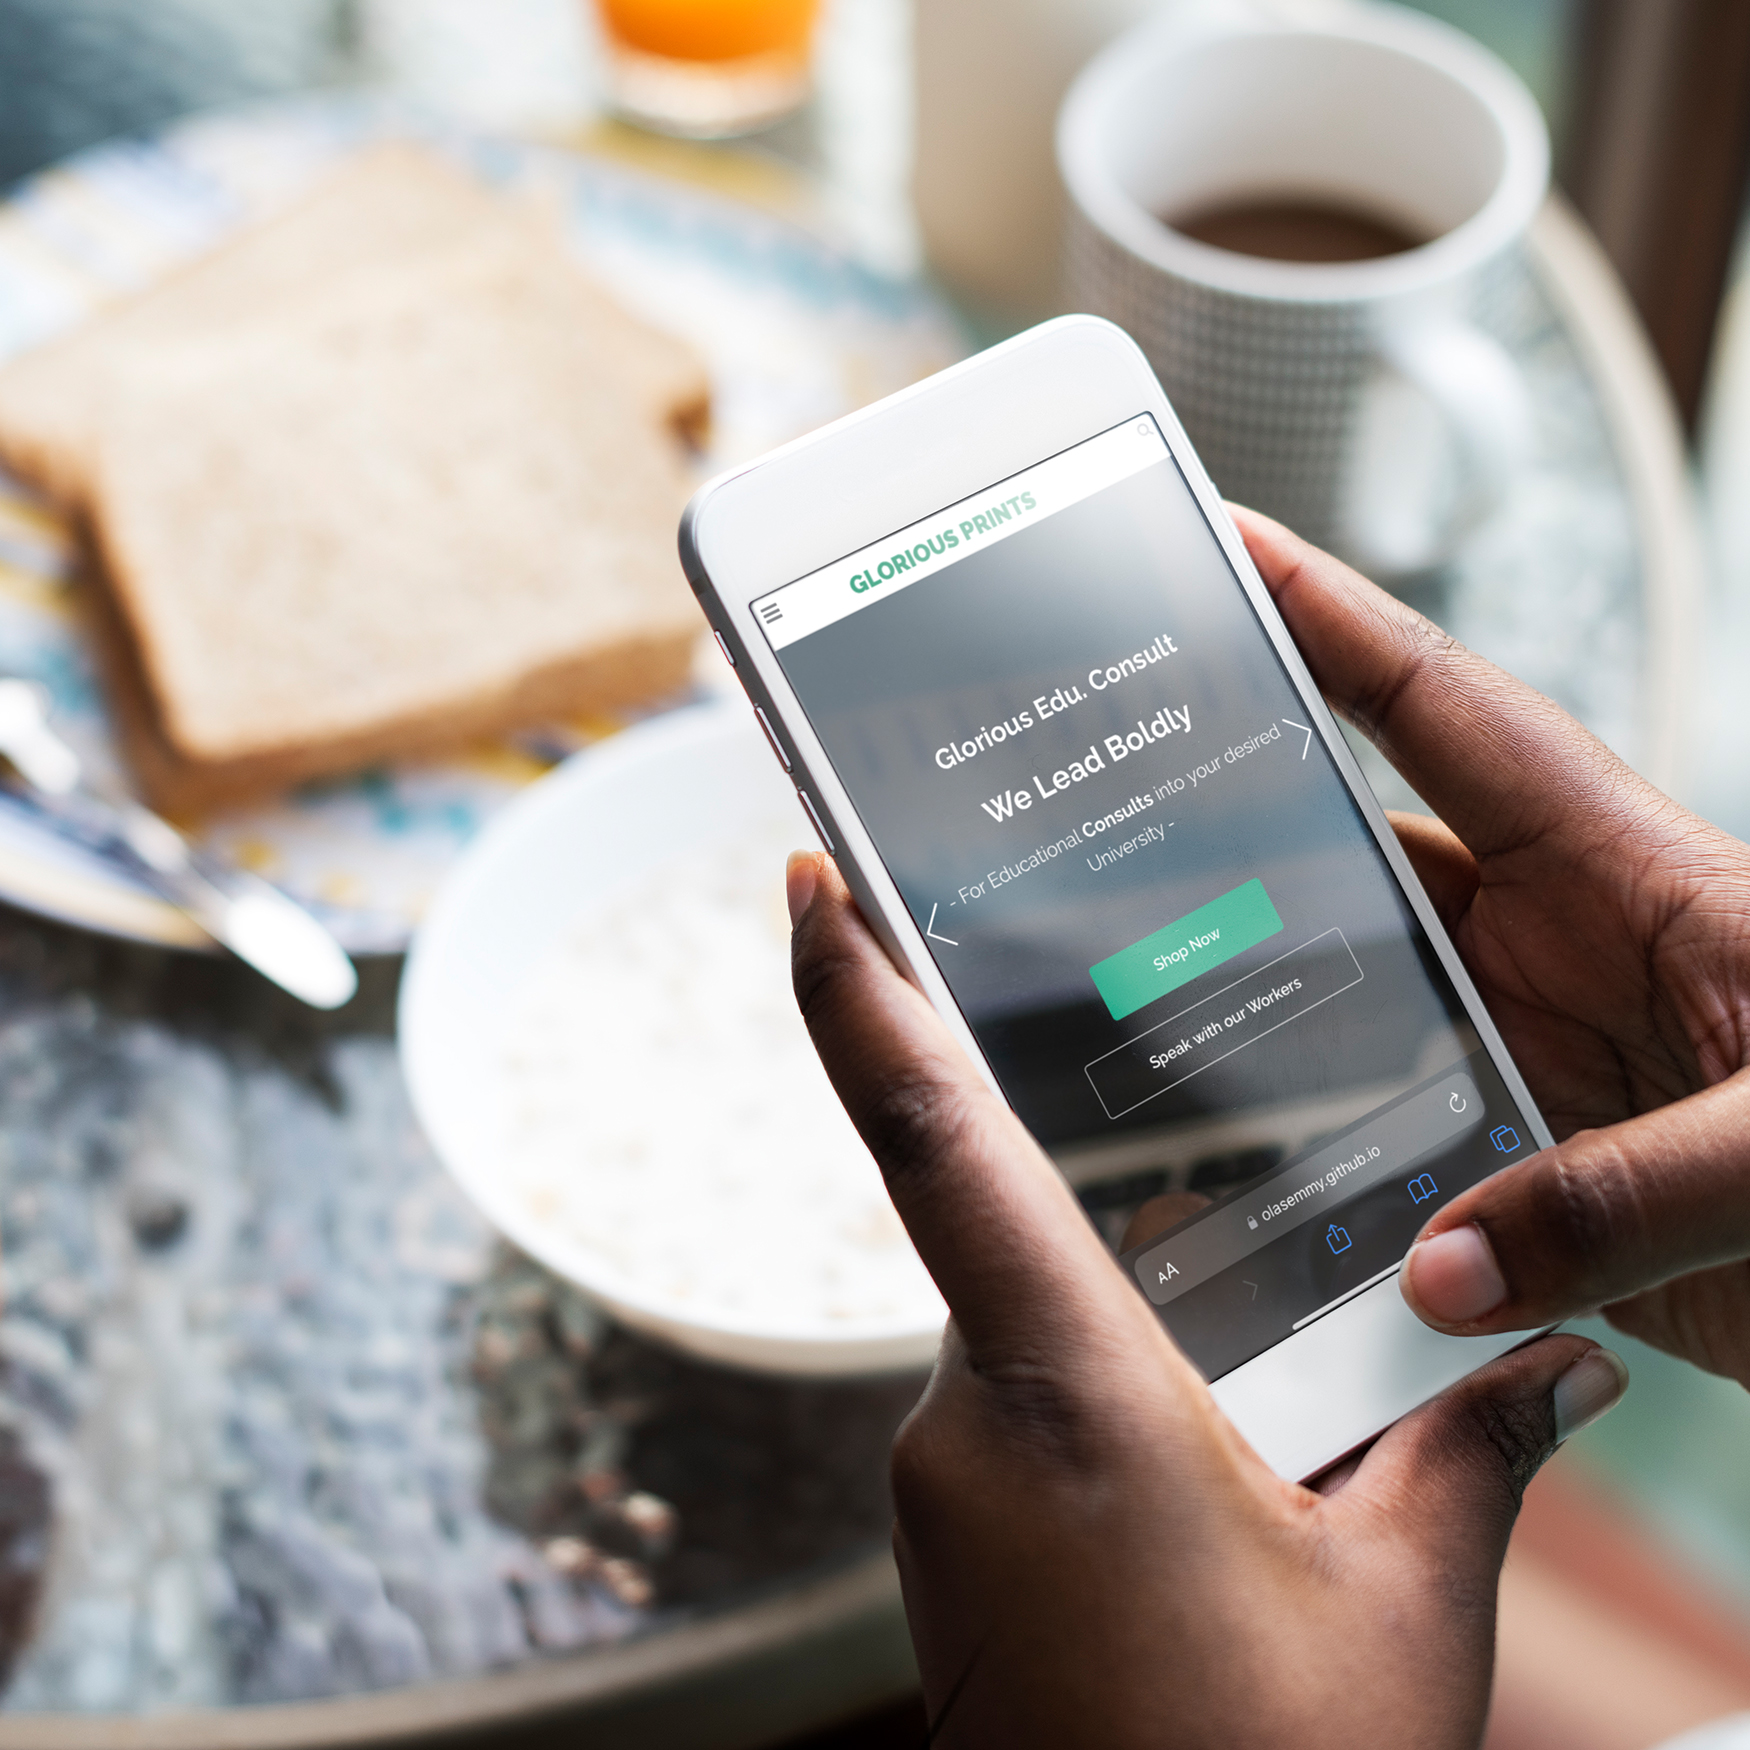 GLORIOUS PRINTS
Glorious Edu. Consult
We Lead Boldly
- For Educational Consults into your desired
University -
Shop Now
Speak with our Workers
AA olasemmy.github.io